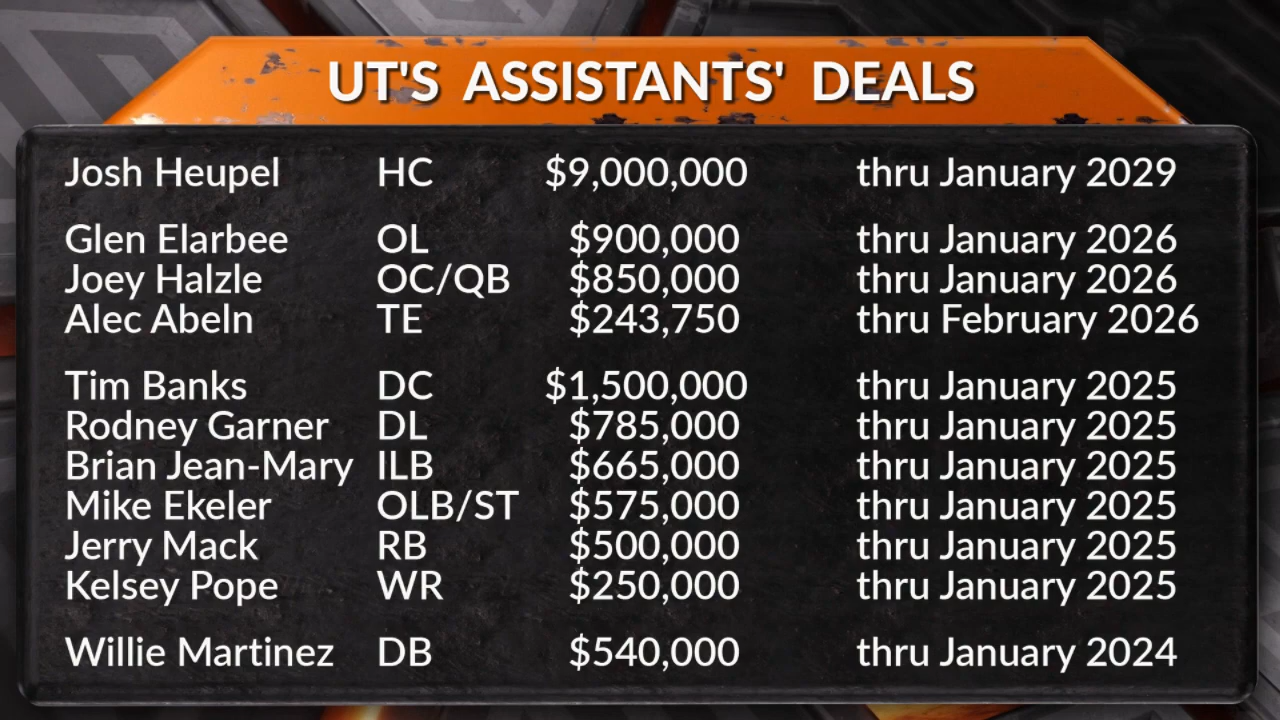 UT'S ASSISTANTS' DEALS
Josh Heupel HC $9,000,000 thru January 2029
Glen Elarbee OL $900,000 thru January 2026
Joey Halzle OC/QB $850,000 thru January 2026
Alec Abeln TE $243,750 thru February 2026
Tim Banks DC $1,500,000 thru January 2025
Rodney Garner DL $785,000 thru January 2025
Brian Jean-Mary ILB $665,000 thru January 2025
Mike Ekeler OLB/ST $575,000 thru January 2025
Jerry Mack RB $500,000 thru January 2025
Kelsey Pope WR $250,000 thru January 2025
Willie Martinez DB $540,000 thru January 2024